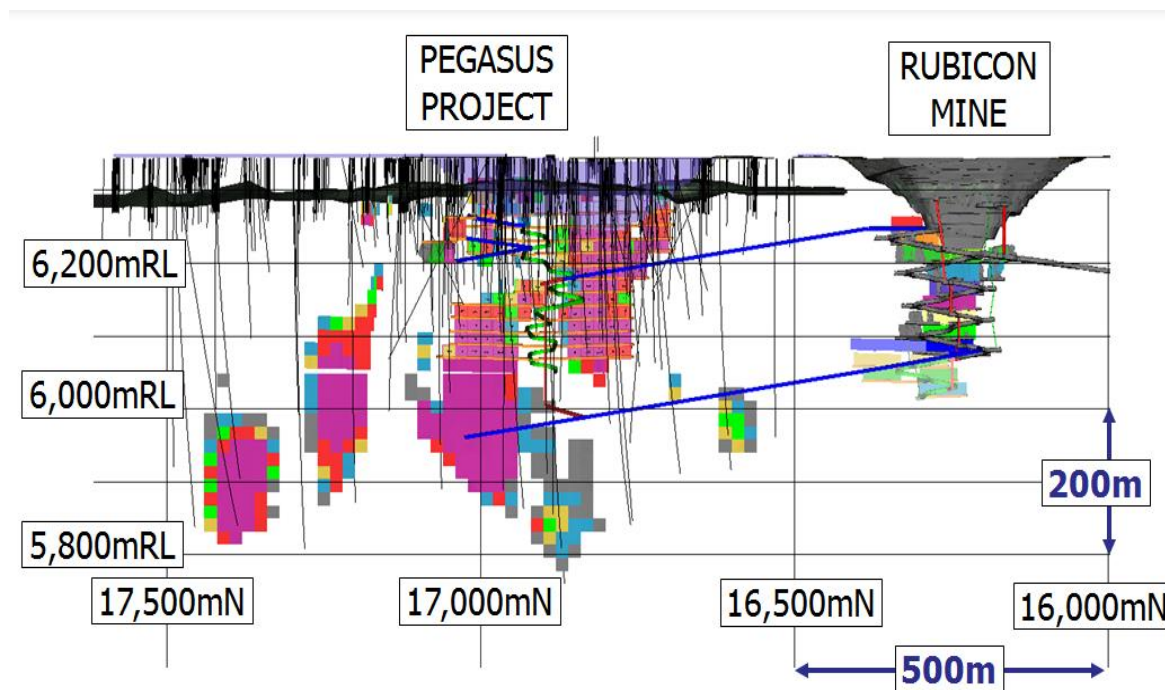 PEGASUS
PROJECT
RUBICON
MINE
6,200mRL
6,000mRL
200m
5,800mRL
17,500mN
17,000mN
16,500mN
16,000mN
500m